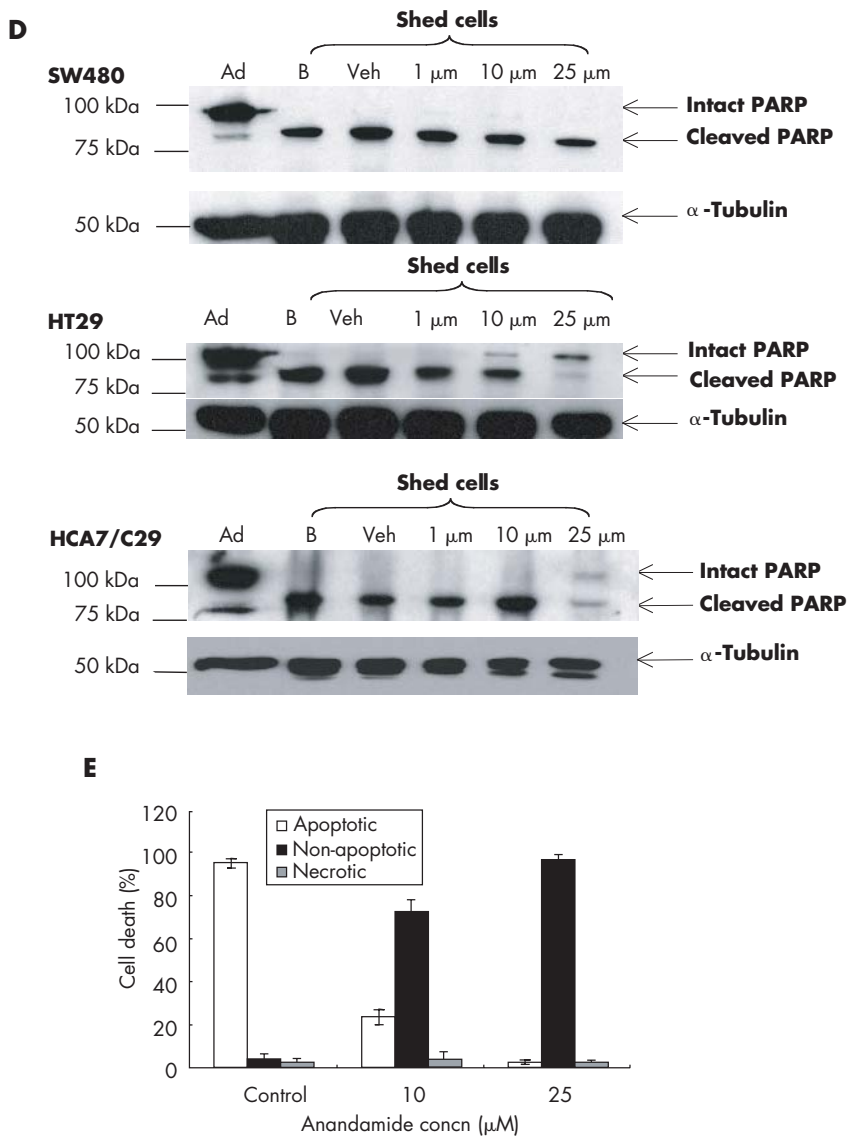 D
Shed cells
SW480
Ad B Veh 1 μm 10 μm 25 μm
100 kDa
Intact PARP
75 kDa
Cleaved PARP
50 kDa
α-Tubulin
Shed cells
HT29
Ad B Veh 1 μm 10 μm 25 μm
100 kDa
Intact PARP
75 kDa
Cleaved PARP
50 kDa
α-Tubulin
Shed cells
HCA7/C29
Ad B Veh 1 μm 10 μm 25 μm
100 kDa
Intact PARP
75 kDa
Cleaved PARP
50 kDa
α-Tubulin
E
Cell death (%)
120
100
80
60
40
20
0
Apoptotic
Non-apoptotic
Necrotic
Control 10 25
Anandamide concn (μM)